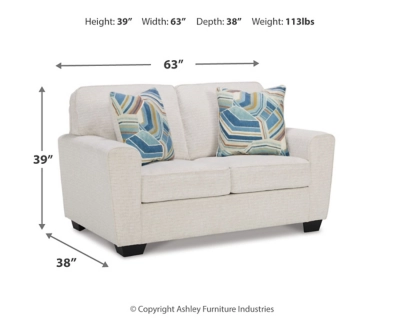 Height: 39” Width: 63” Depth: 38” Weight: 113lbs
63”
39”
38”
© Copyright Ashley Furniture Industries